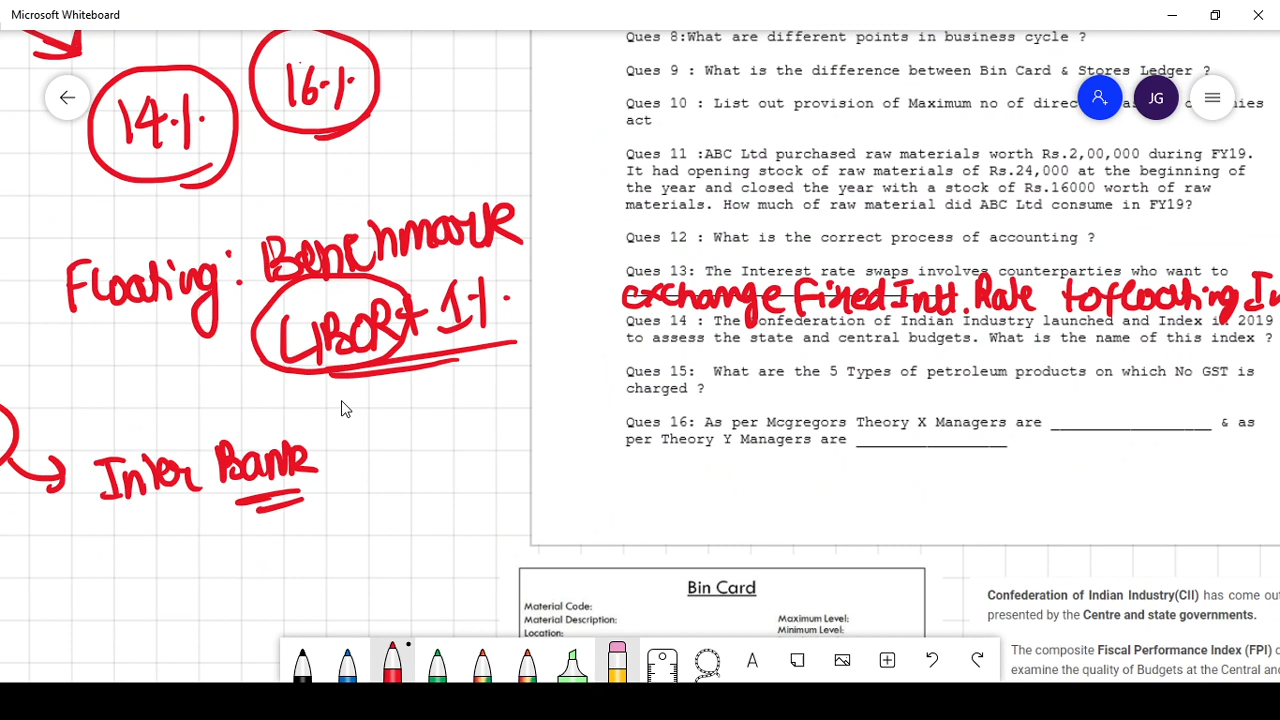 Microsoft Whiteboard
14%
16%
Floating: Benchmark
LIBOR + 1%
Inter Bank
Ques 8:What are different points in business cycle ?
Ques 9 : What is the difference between Bin Card & Stores Ledger ?
Ques 10 : List out provision of Maximum no of
act
Ques 11 :ABC Ltd purchased raw materials worth Rs.2,00,000 during FY19.
It had opening stock of raw materials of Rs.24,000 at the beginning of
the year and closed the year with a stock of Rs.16000 worth of raw
materials. How much of raw material did ABC Ltd consume in FY19?
Ques 12 : What is the correct process of accounting ?
Ques 13: The Interest rate swaps involves counterparties who want to
exchange Fixed Intt. Rate to floating In
Ques 14 : The Confederation of Indian Industry launched and Index in 2019
to assess the state and central budgets. What is the name of this index ?
Ques 15: What are the 5 Types of petroleum products on which No GST is
charged ?
Ques 16: As per Mcgregors Theory X Managers are __________________ & as
per Theory Y Managers are _________________
JG
Bin Card
Material Code:
Material Description:
Location:
Maximum Level:
Minimum Level:
Confederation of Indian Industry(CII) has come ou
presented by the Centre and state governments.
The composite Fiscal Performance Index (FPI)
examine the quality of Budgets at the Central and
A